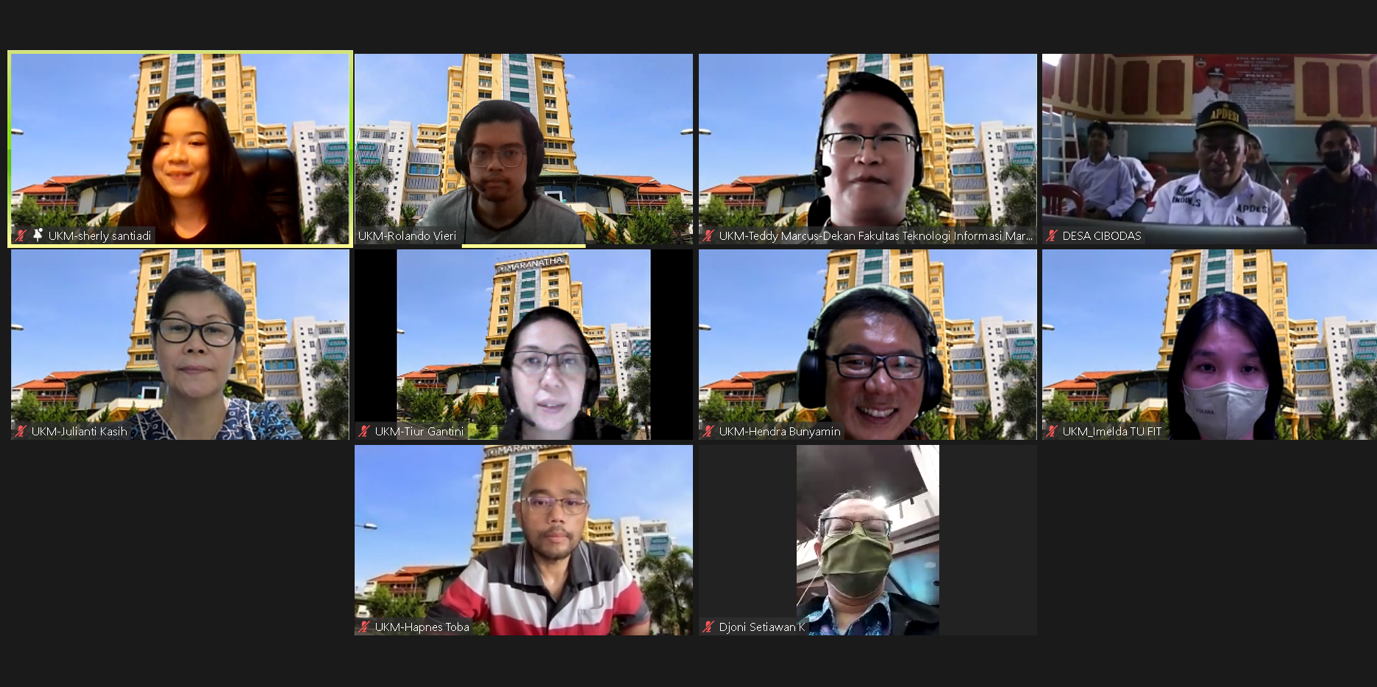 UKM-sherly santiadi
UKM-Rolando Vieri
UKM-Teddy Marcus-Dekan Fakultas Teknologi Informasi Mar...
APDESI
APDESI
DESA CIBODAS
UKM-Julianti Kasih
MARANATHA
UKM-Tiur Gantini
UKM-Hendra Bunyamin
UKM_Imelda TU FIT
MARANATHA
UKM-Hapnes Toba
Djoni Setiawan K